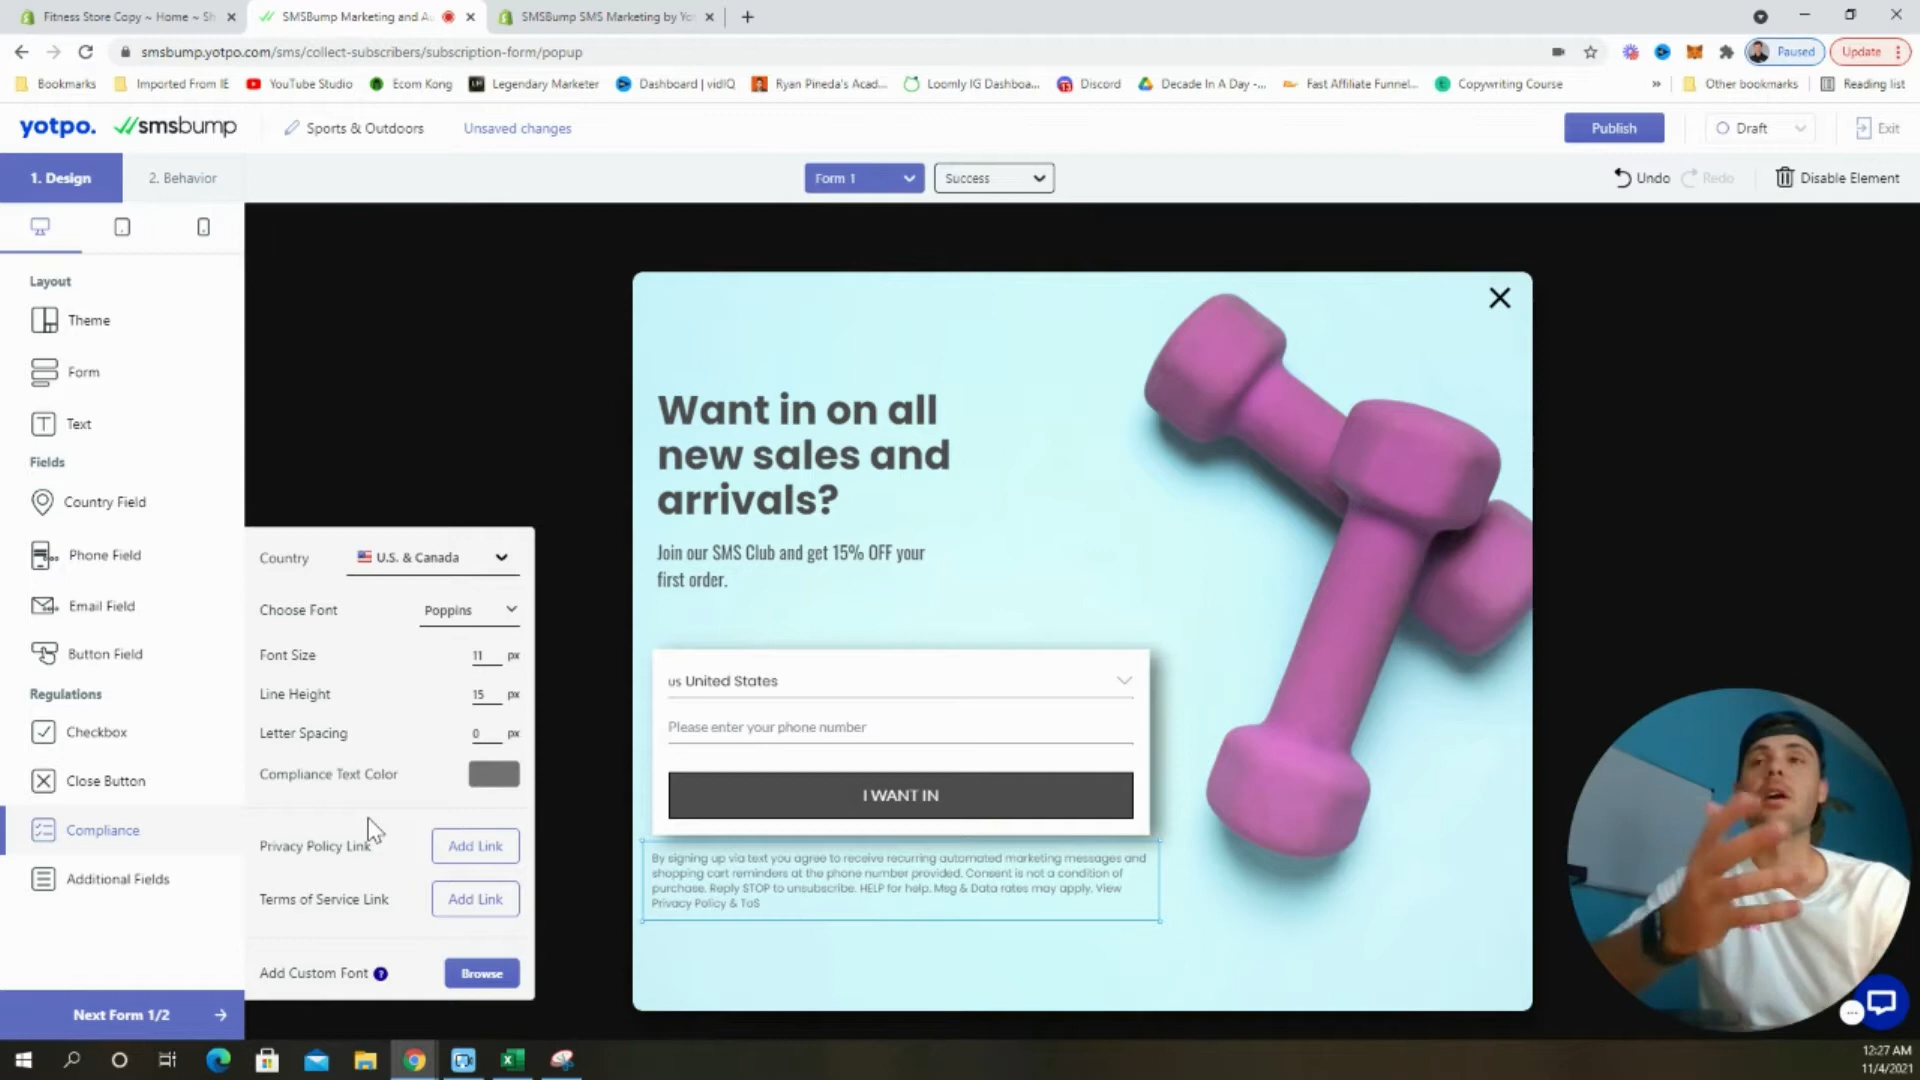 Fitness Store Copy ~ Home ~ Sh
SMSBump Marketing and Au
SMSBump SMS Marketing by Yo
smsbump.yotpo.com/sms/collect-subscribers/subscription-form/popup
Paused
Update
Bookmarks
Imported From IE
YouTube Studio
Ecom Kong
Legendary Marketer
Dashboard | vidIQ
Ryan Pineda's Acad...
Loomly IG Dashboa...
Discord
Decade In A Day -...
Fast Affiliate Funnel...
Copywriting Course
»
Other bookmarks
Reading list
yotpo. smsbump
Sports & Outdoors
Unsaved changes
Publish
Draft
Exit
1. Design
2. Behavior
Form 1
Success
Undo
Redo
Disable Element
Layout
Theme
Form
Text
Fields
Country Field
Phone Field
Email Field
Button Field
Regulations
Checkbox
Close Button
Compliance
Additional Fields
Next Form 1/2
Country
U.S. & Canada
Choose Font
Poppins
Font Size
11 px
Line Height
15 px
Letter Spacing
0 px
Compliance Text Color
Privacy Policy Link
Add Link
Terms of Service Link
Add Link
Add Custom Font ?
Browse
Want in on all
new sales and
arrivals?
Join our SMS Club and get 15% OFF your
first order.
us United States
Please enter your phone number
I WANT IN
By signing up via text you agree to receive recurring automated marketing messages and
shopping cart reminders at the phone number provided. Consent is not a condition of
purchase. Reply STOP to unsubscribe. HELP for help. Msg & Data rates may apply. View
Privacy Policy & ToS
12:27 AM
11/4/2021